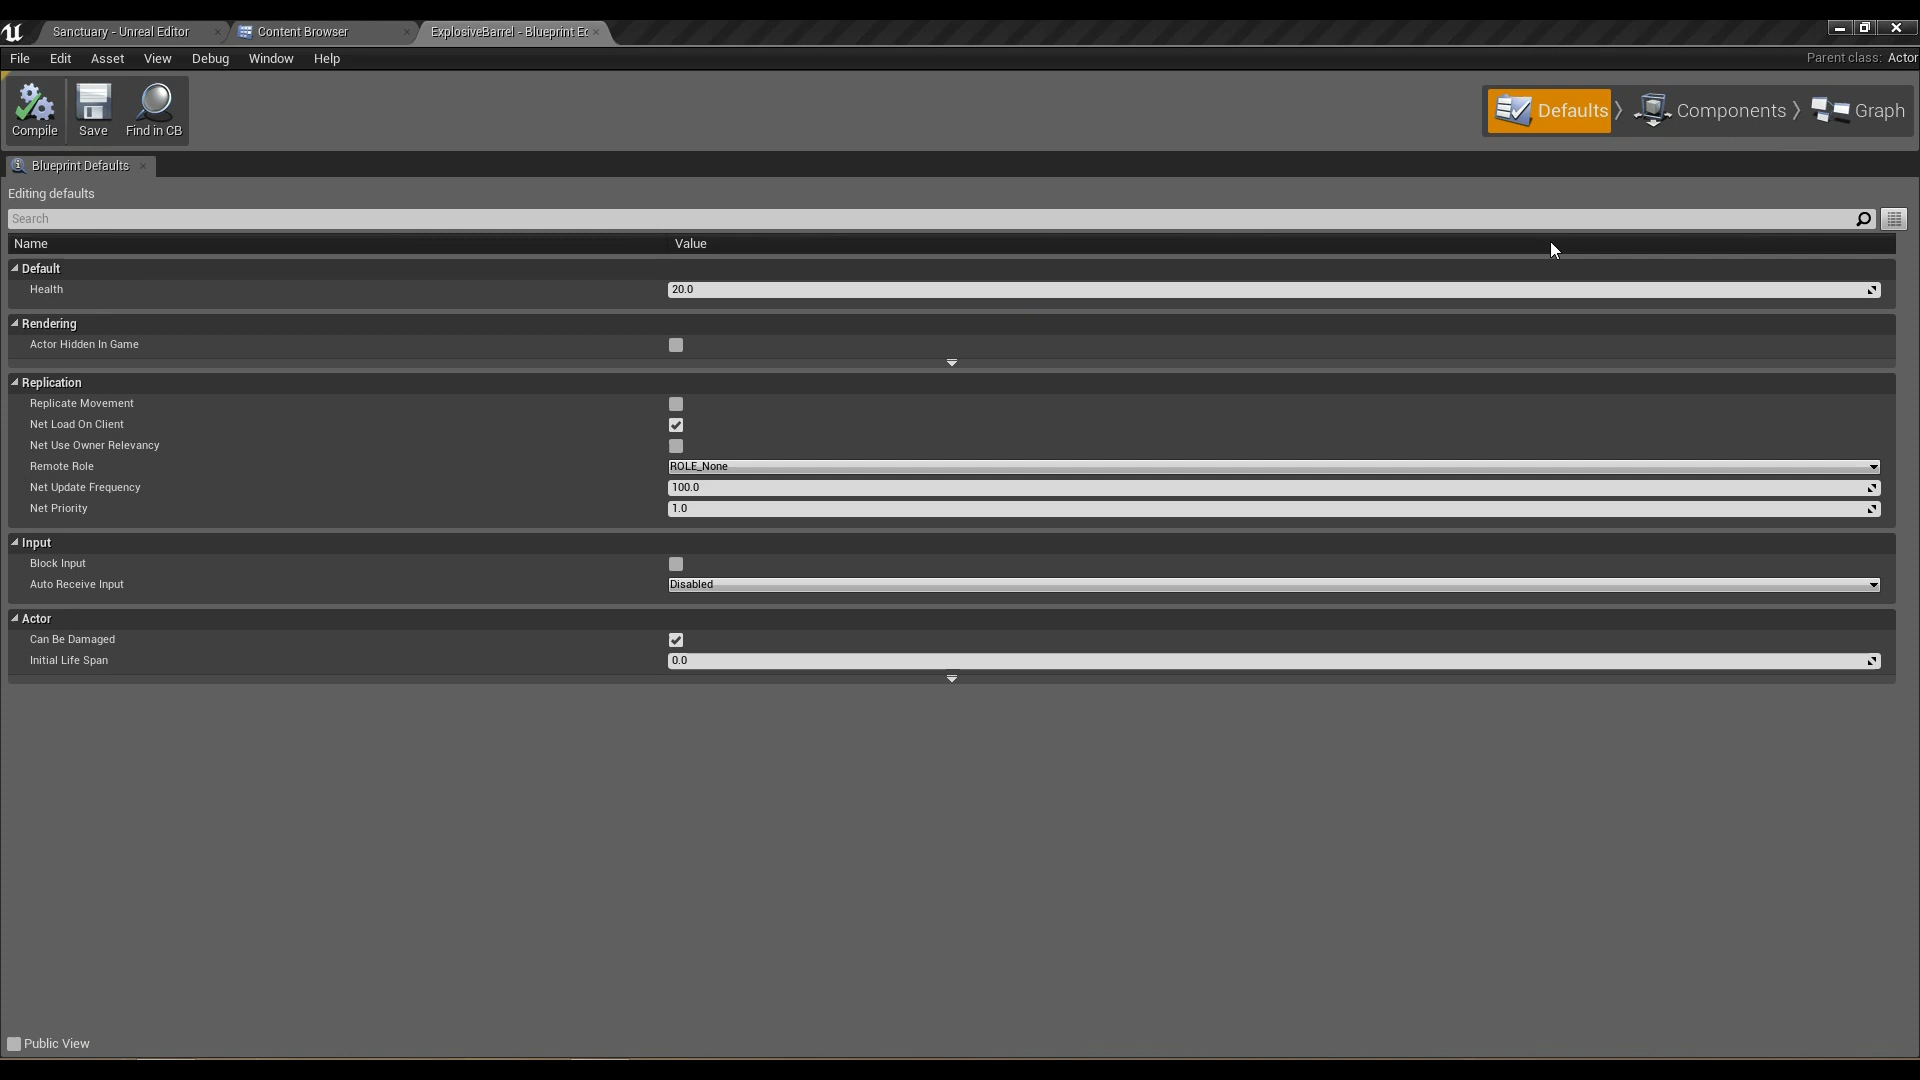 Sanctuary - Unreal Editor
Content Browser
ExplosiveBarrel - Blueprint Ec
File Edit Asset View Debug Window Help
Parent class: Actor
Compile Save Find in CB
Defaults Components Graph
Blueprint Defaults
Editing defaults
Search
Name Value
Default
Health 20.0
Rendering
Actor Hidden In Game
Replication
Replicate Movement
Net Load On Client
Net Use Owner Relevancy
Remote Role ROLE_None
Net Update Frequency 100.0
Net Priority 1.0
Input
Block Input
Auto Receive Input Disabled
Actor
Can Be Damaged
Initial Life Span 0.0
Public View